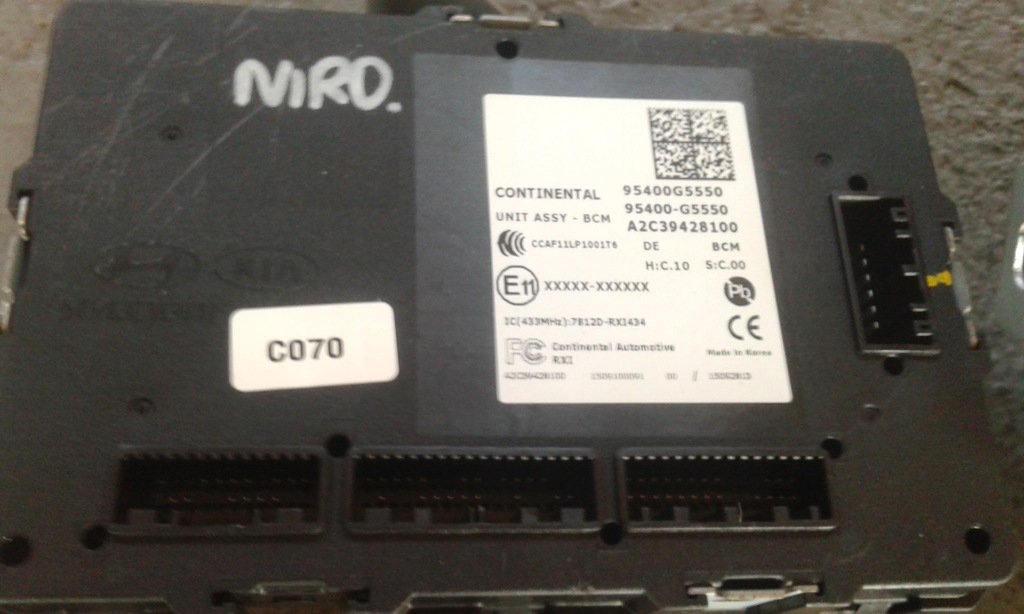 NIRO.
CONTINENTAL 95400G5550
UNIT ASSY - BCM 95400-G5550
A2C39428100
CCAF11LP1001T6 DE BCM
H:C.10 S:C.00
E11 XXXXX-XXXXXX Pb
IC(433MHz):7812D-RXI434
CE
FC Continental Automotive
RXI
Made in Korea
A2C39428100
KIA
C070